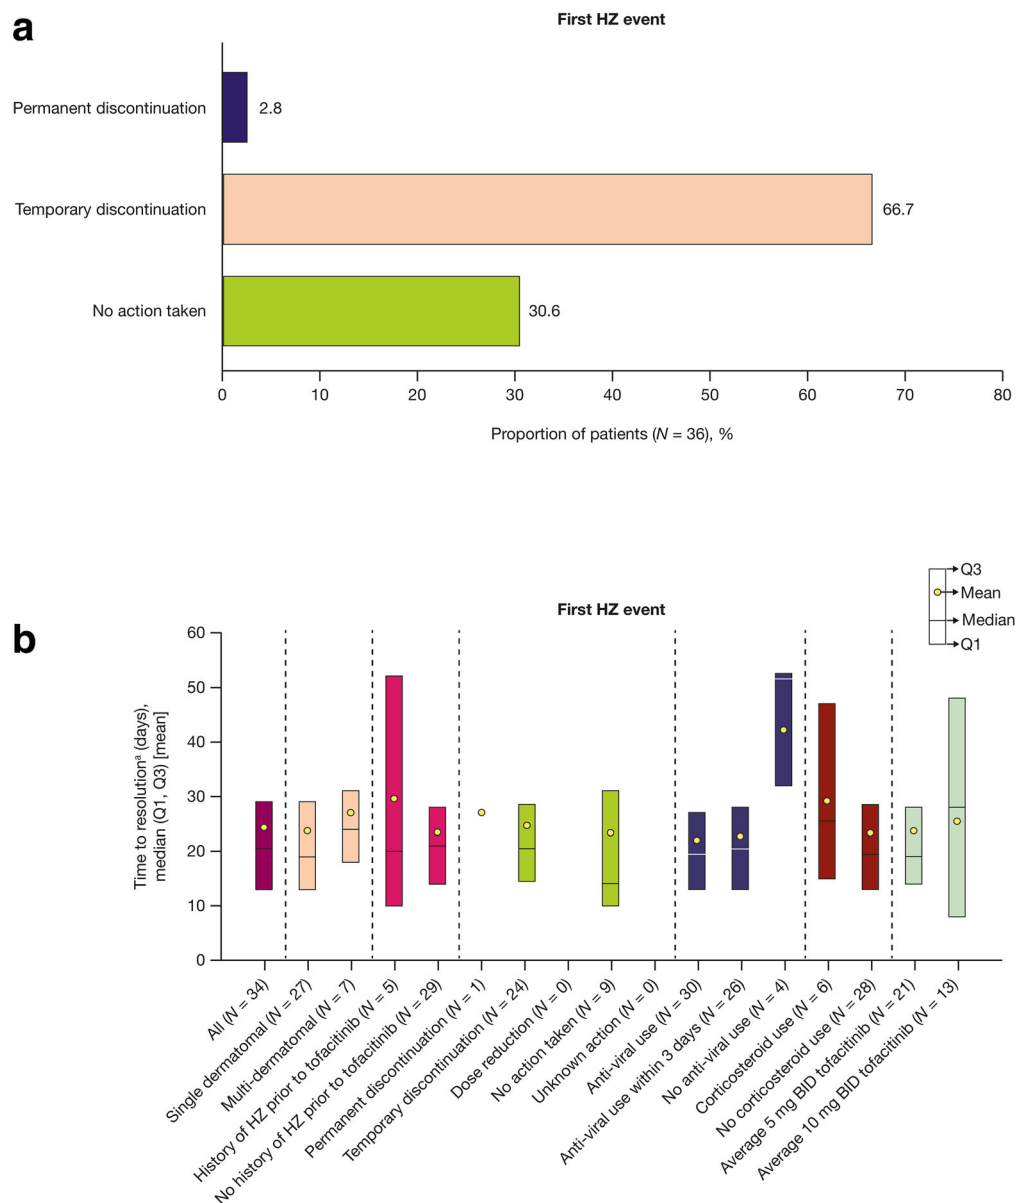 a
First HZ event
Permanent discontinuation
2.8
Temporary discontinuation
66.7
No action taken
30.6
0 10 20 30 40 50 60 70 80
Proportion of patients (N = 36), %
b
First HZ event
Q3
Mean
Median
Q1
Time to resolutionᵃ (days),
median (Q1, Q3) [mean]
60
50
40
30
20
10
0
All (N = 34)
Single dermatomal (N = 27)
Multi-dermatomal (N = 7)
History of HZ prior to tofacitinib (N = 5)
No history of HZ prior to tofacitinib (N = 29)
Permanent discontinuation (N = 1)
Temporary discontinuation (N = 24)
Dose reduction (N = 0)
No action taken (N = 9)
Unknown action (N = 0)
Anti-viral use (N = 30)
Anti-viral use within 3 days (N = 26)
No anti-viral use (N = 4)
Corticosteroid use (N = 6)
No corticosteroid use (N = 28)
Average 5 mg BID tofacitinib (N = 21)
Average 10 mg BID tofacitinib (N = 13)